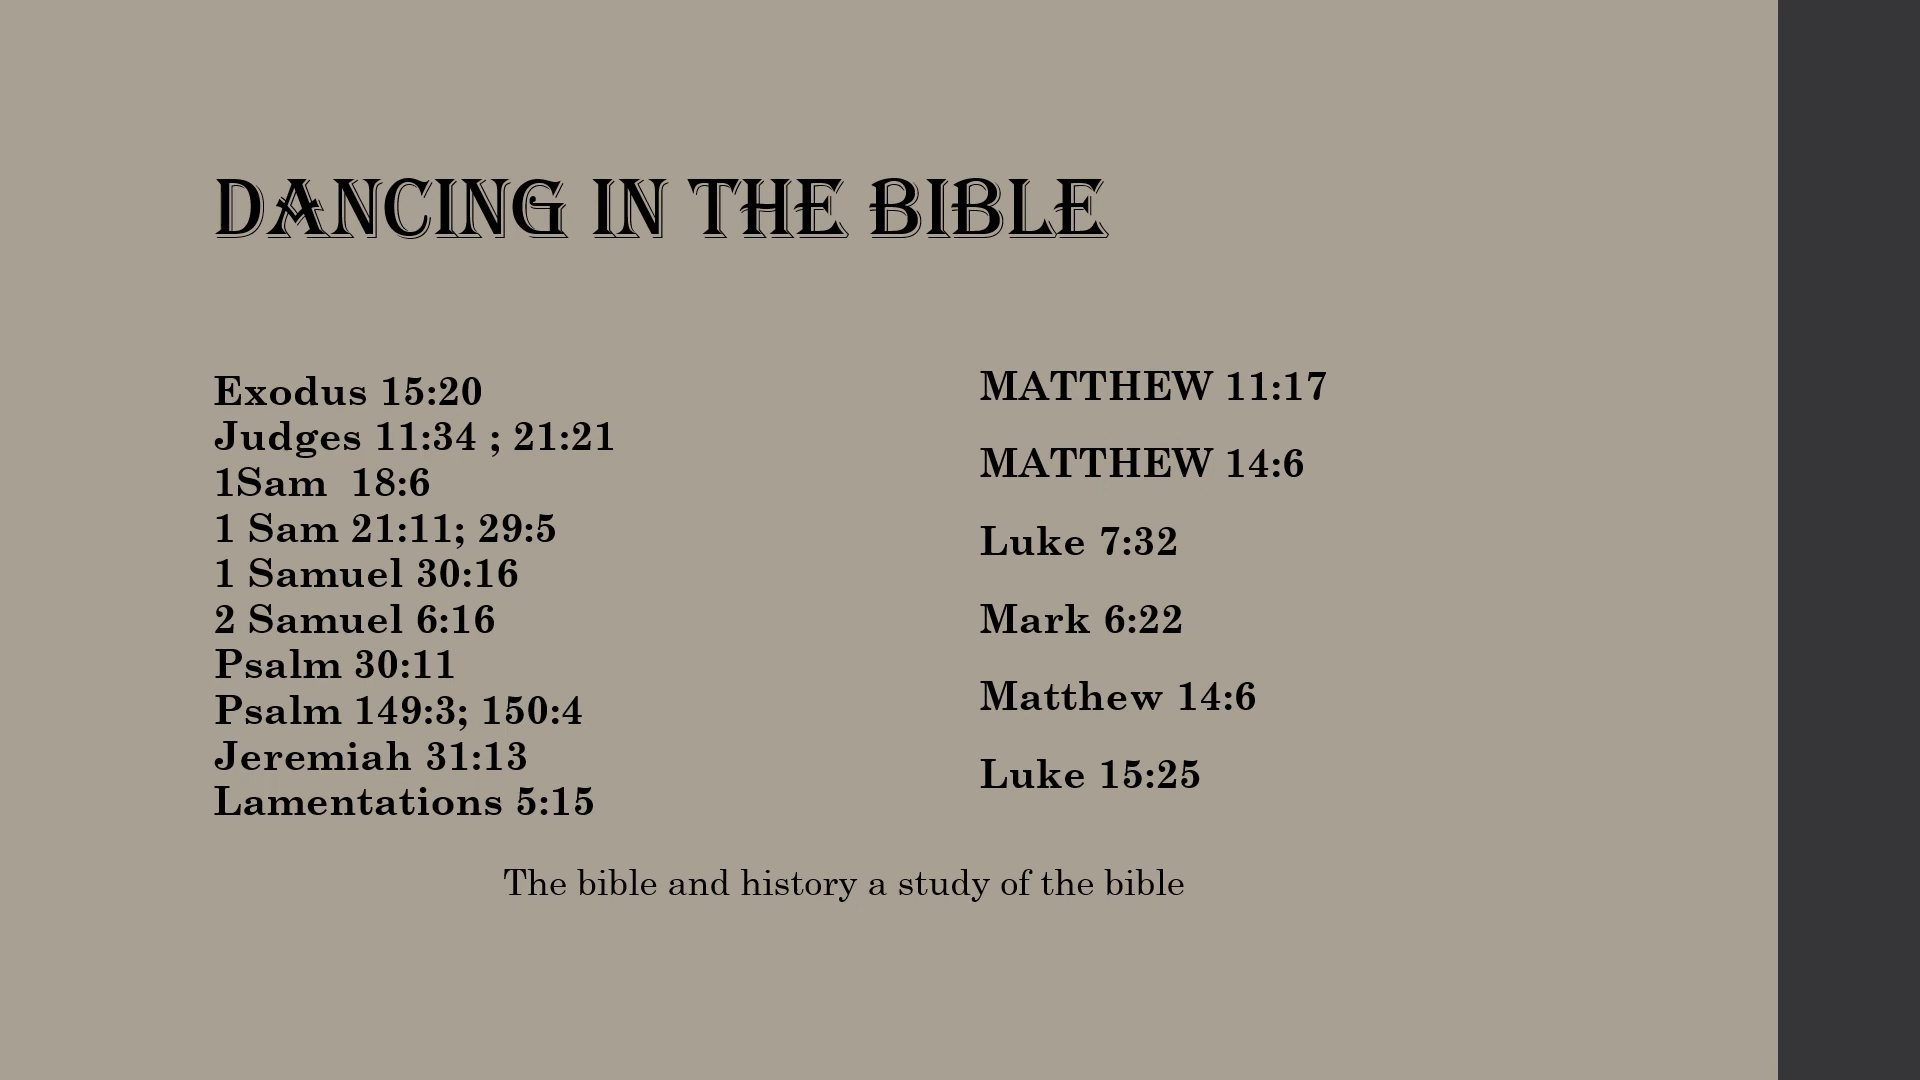 DANCING IN THE BIBLE
Exodus 15:20
Judges 11:34 ; 21:21
1Sam  18:6
1 Sam 21:11; 29:5
1 Samuel 30:16
2 Samuel 6:16
Psalm 30:11
Psalm 149:3; 150:4
Jeremiah 31:13
Lamentations 5:15
MATTHEW 11:17
MATTHEW 14:6
Luke 7:32
Mark 6:22
Matthew 14:6
Luke 15:25
The bible and history a study of the bible